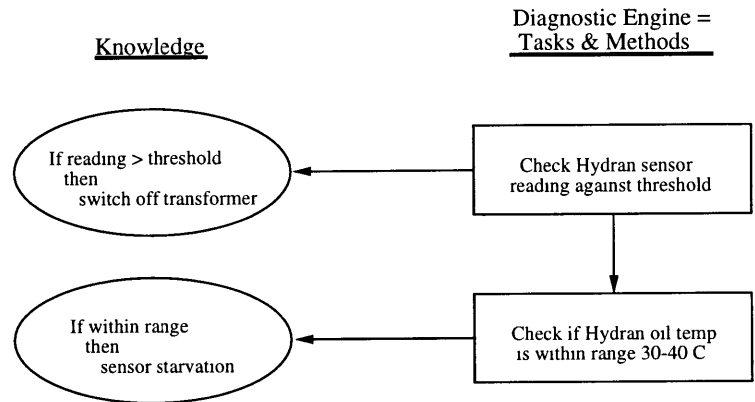 Knowledge
Diagnostic Engine =
Tasks & Methods
If reading > threshold
then
switch off transformer
Check Hydran sensor
reading against threshold
If within range
then
sensor starvation
Check if Hydran oil temp
is within range 30-40 C